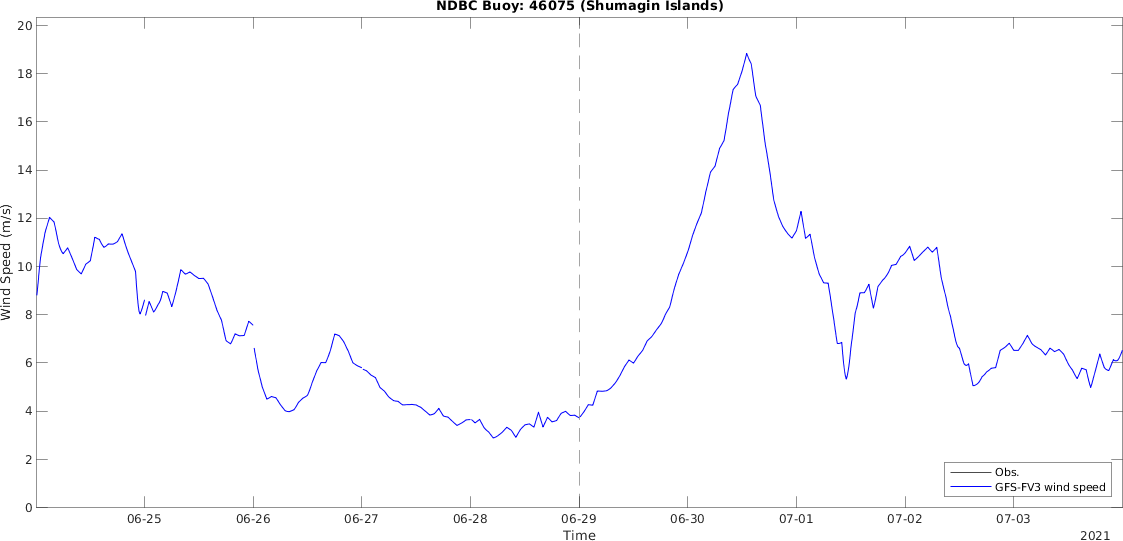 NDBC Buoy: 46075 (Shumagin Islands)
20
18
16
14
12
10
8
6
4
2
0
Wind Speed (m/s)
06-25 06-26 06-27 06-28 06-29 06-30 07-01 07-02 07-03
Time
2021
Obs.
GFS-FV3 wind speed